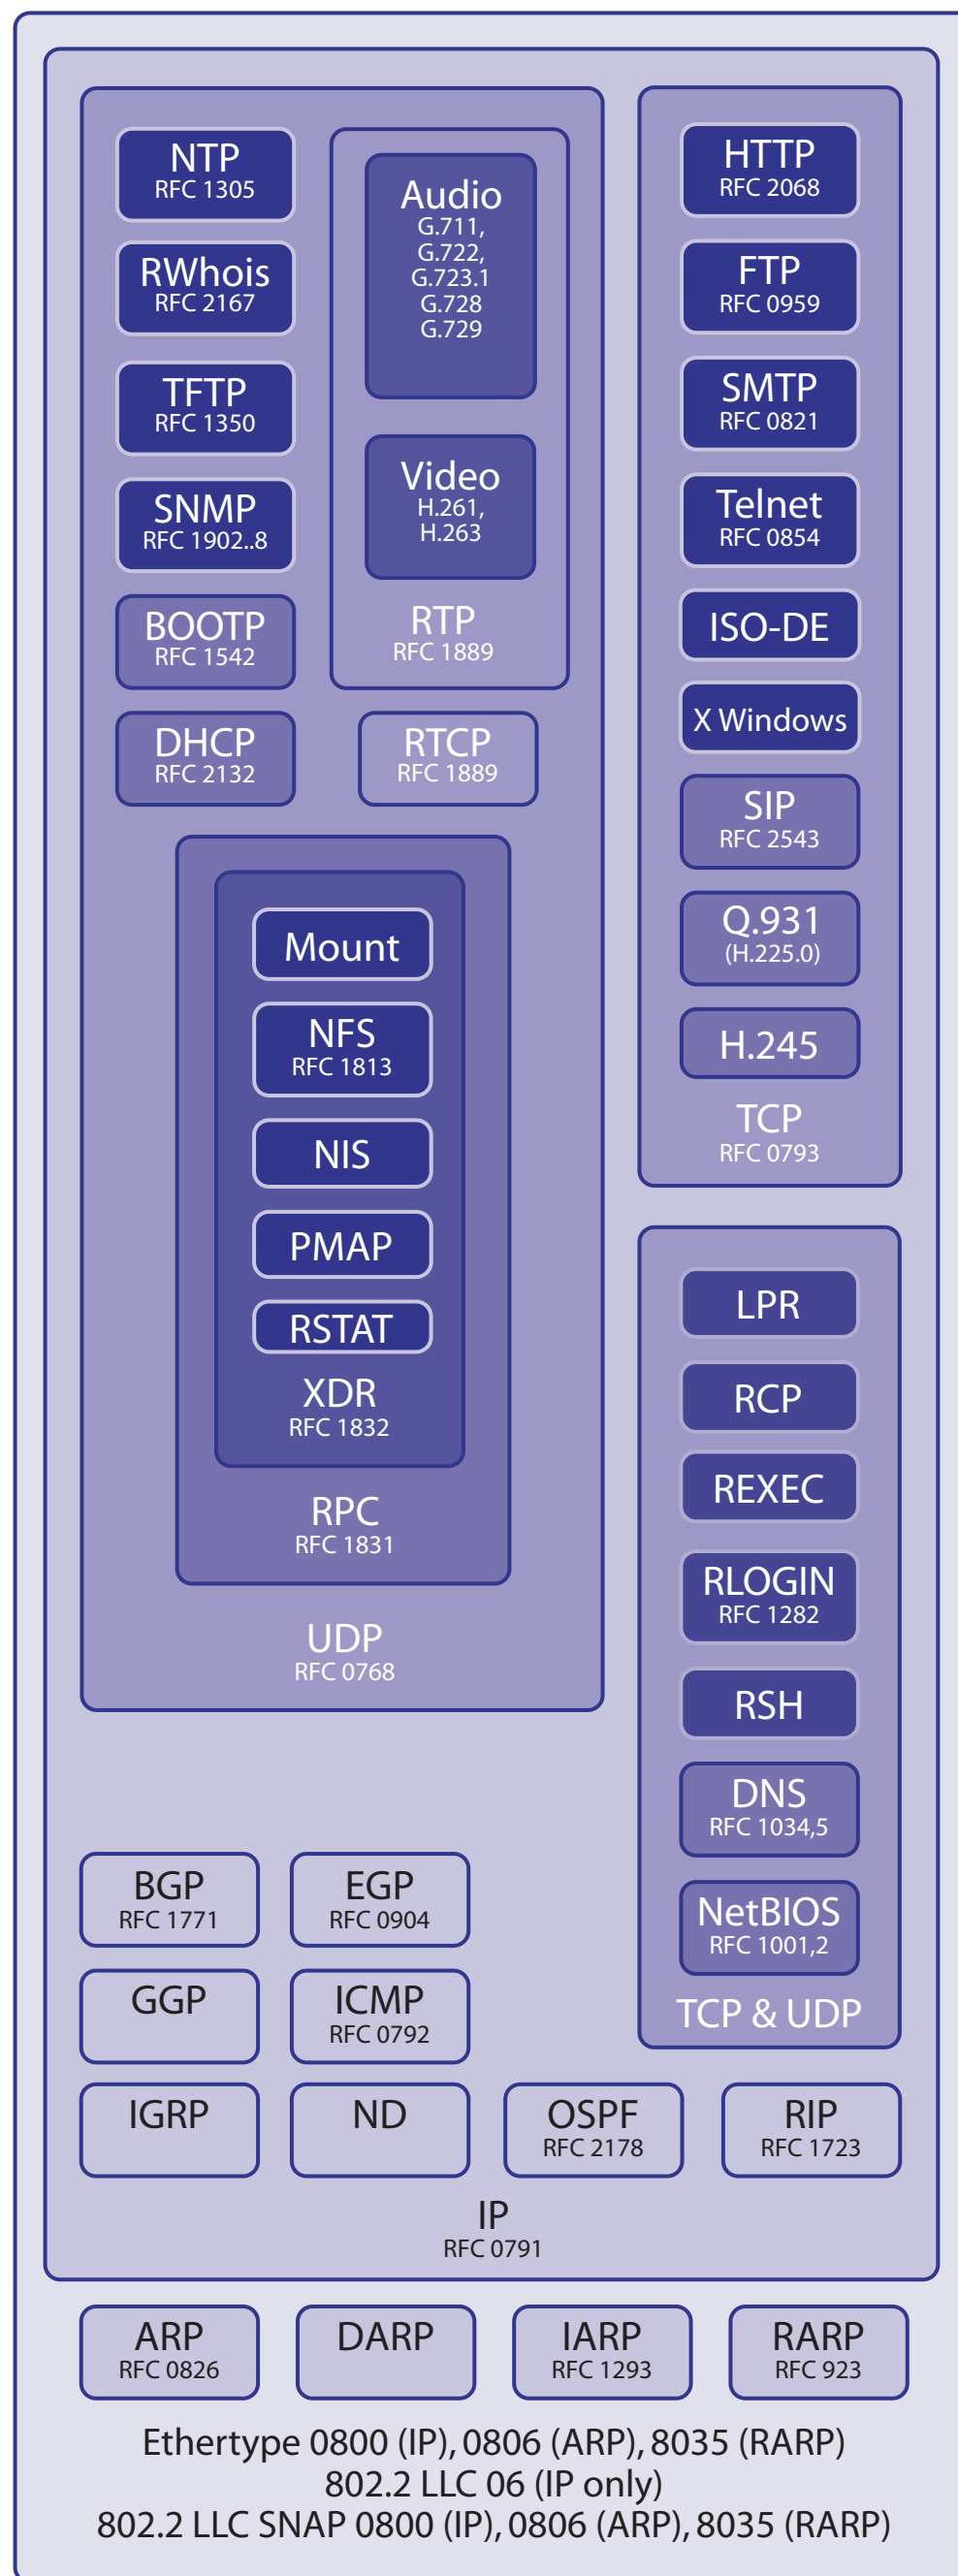 NTP
RFC 1305
RWhois
RFC 2167
TFTP
RFC 1350
SNMP
RFC 1902..8
BOOTP
RFC 1542
DHCP
RFC 2132
Audio
G.711,
G.722,
G.723.1
G.728
G.729
Video
H.261,
H.263
RTP
RFC 1889
RTCP
RFC 1889
Mount
NFS
RFC 1813
NIS
PMAP
RSTAT
XDR
RFC 1832
RPC
RFC 1831
UDP
RFC 0768
HTTP
RFC 2068
FTP
RFC 0959
SMTP
RFC 0821
Telnet
RFC 0854
ISO-DE
X Windows
SIP
RFC 2543
Q.931
(H.225.0)
H.245
TCP
RFC 0793
LPR
RCP
REXEC
RLOGIN
RFC 1282
RSH
DNS
RFC 1034,5
NetBIOS
RFC 1001,2
TCP & UDP
BGP
RFC 1771
EGP
RFC 0904
GGP
ICMP
RFC 0792
IGRP
ND
OSPF
RFC 2178
RIP
RFC 1723
IP
RFC 0791
ARP
RFC 0826
DARP
IARP
RFC 1293
RARP
RFC 923
Ethertype 0800 (IP), 0806 (ARP), 8035 (RARP)
802.2 LLC 06 (IP only)
802.2 LLC SNAP 0800 (IP), 0806 (ARP), 8035 (RARP)